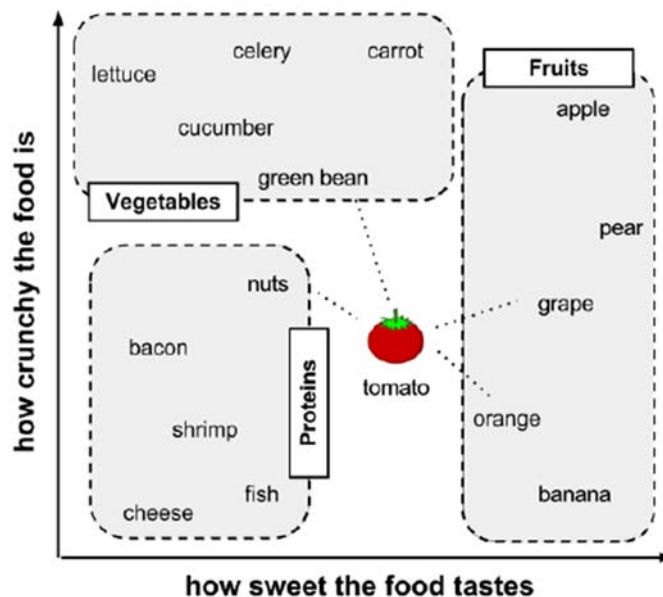 how crunchy the food is
lettuce
celery
carrot
cucumber
green bean
Vegetables
Fruits
apple
pear
grape
orange
banana
nuts
bacon
shrimp
fish
cheese
Proteins
tomato
how sweet the food tastes